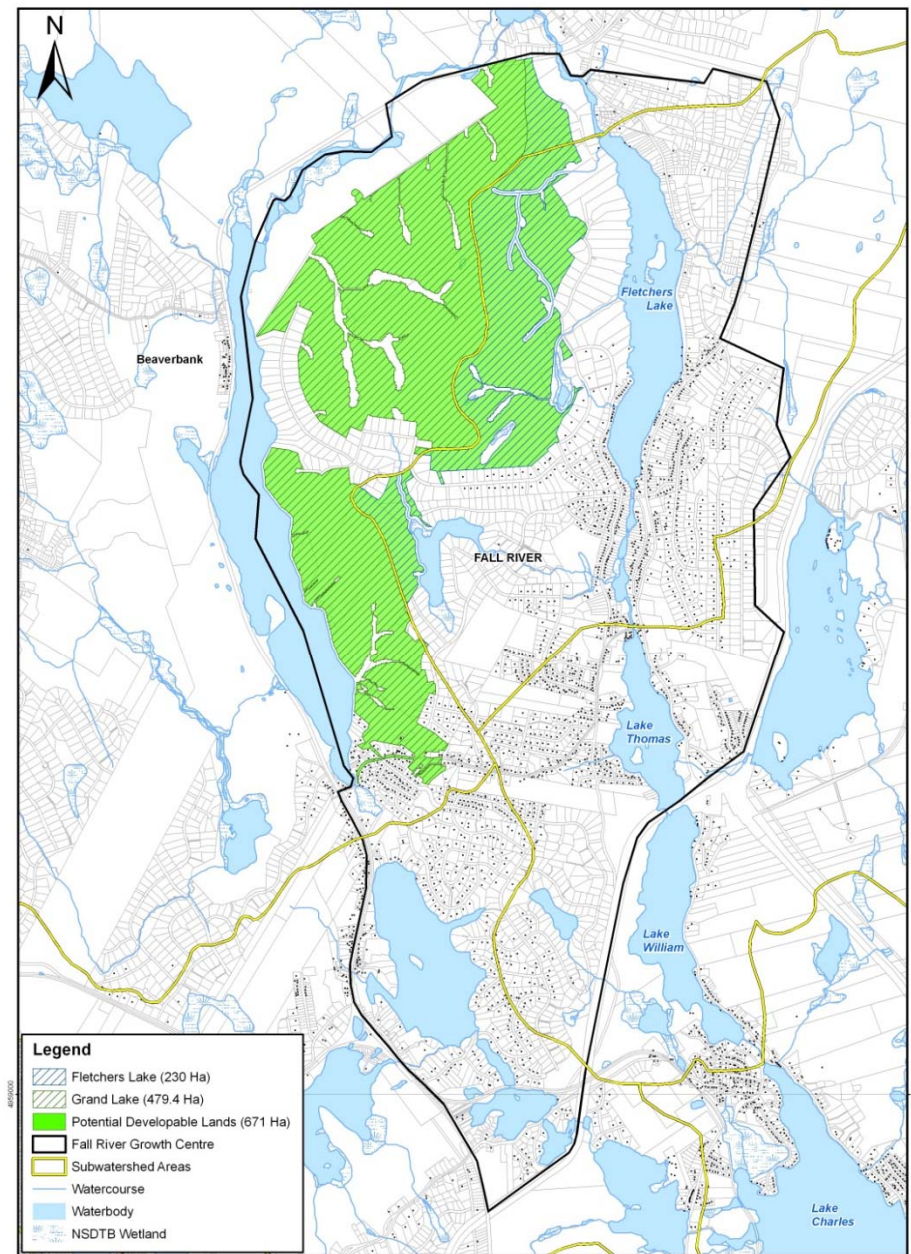 N
Fletchers
Lake
Beaverbank
FALL RIVER
Lake
Thomas
Lake
William
Legend
Fletchers Lake (230 Ha)
Grand Lake (479.4 Ha)
Potential Developable Lands (671 Ha)
Fall River Growth Centre
Subwatershed Areas
Watercourse
Waterbody
NSDTB Wetland
4959000
Lake
Charles